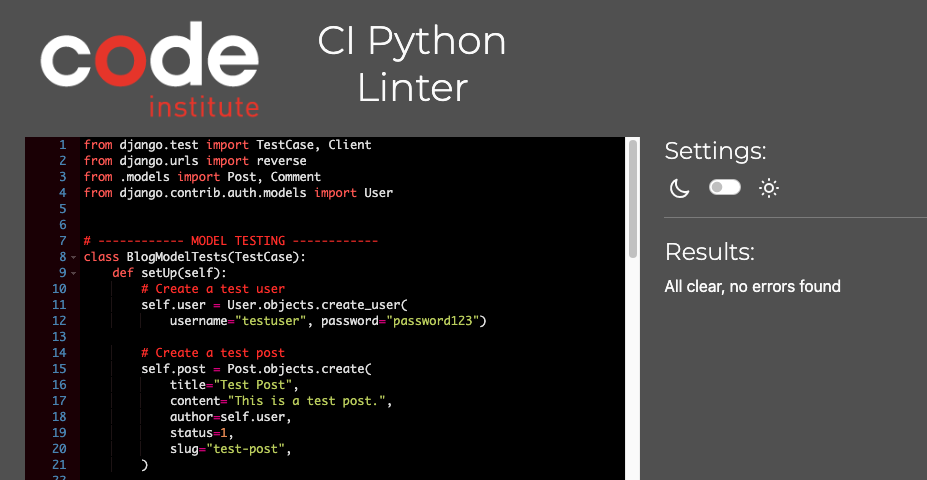 code
institute
CI Python
Linter
1 from django.test import TestCase, Client
2 from django.urls import reverse
3 from .models import Post, Comment
4 from django.contrib.auth.models import User
5
6
7 # ------------ MODEL TESTING ------------
8 class BlogModelTests(TestCase):
9     def setUp(self):
10         # Create a test user
11         self.user = User.objects.create_user(
12             username="testuser", password="password123")
13
14         # Create a test post
15         self.post = Post.objects.create(
16             title="Test Post",
17             content="This is a test post.",
18             author=self.user,
19             status=1,
20             slug="test-post",
21         )
22
Settings:
Results:
All clear, no errors found